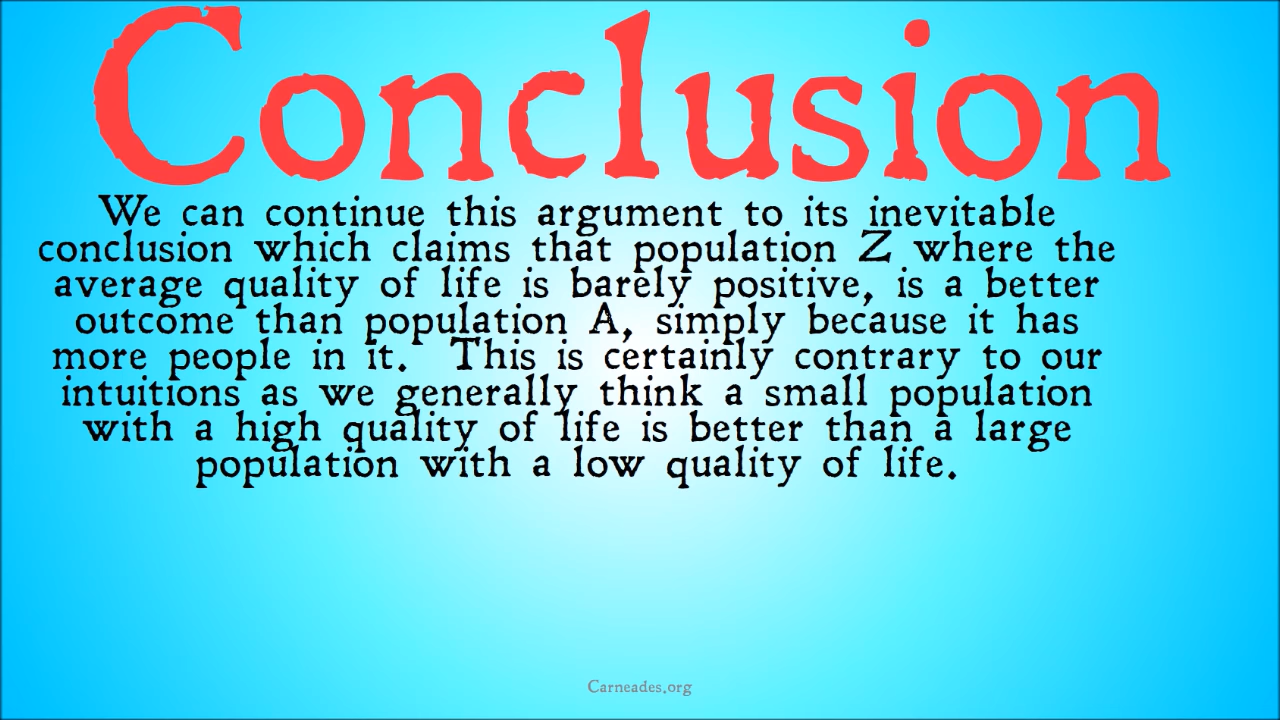 Conclusion
We can continue this argument to its inevitable
conclusion which claims that population Z where the
average quality of life is barely positive, is a better
outcome than population A, simply because it has
more people in it.  This is certainly contrary to our
intuitions as we generally think a small population
with a high quality of life is better than a large
population with a low quality of life.
Carneades.org